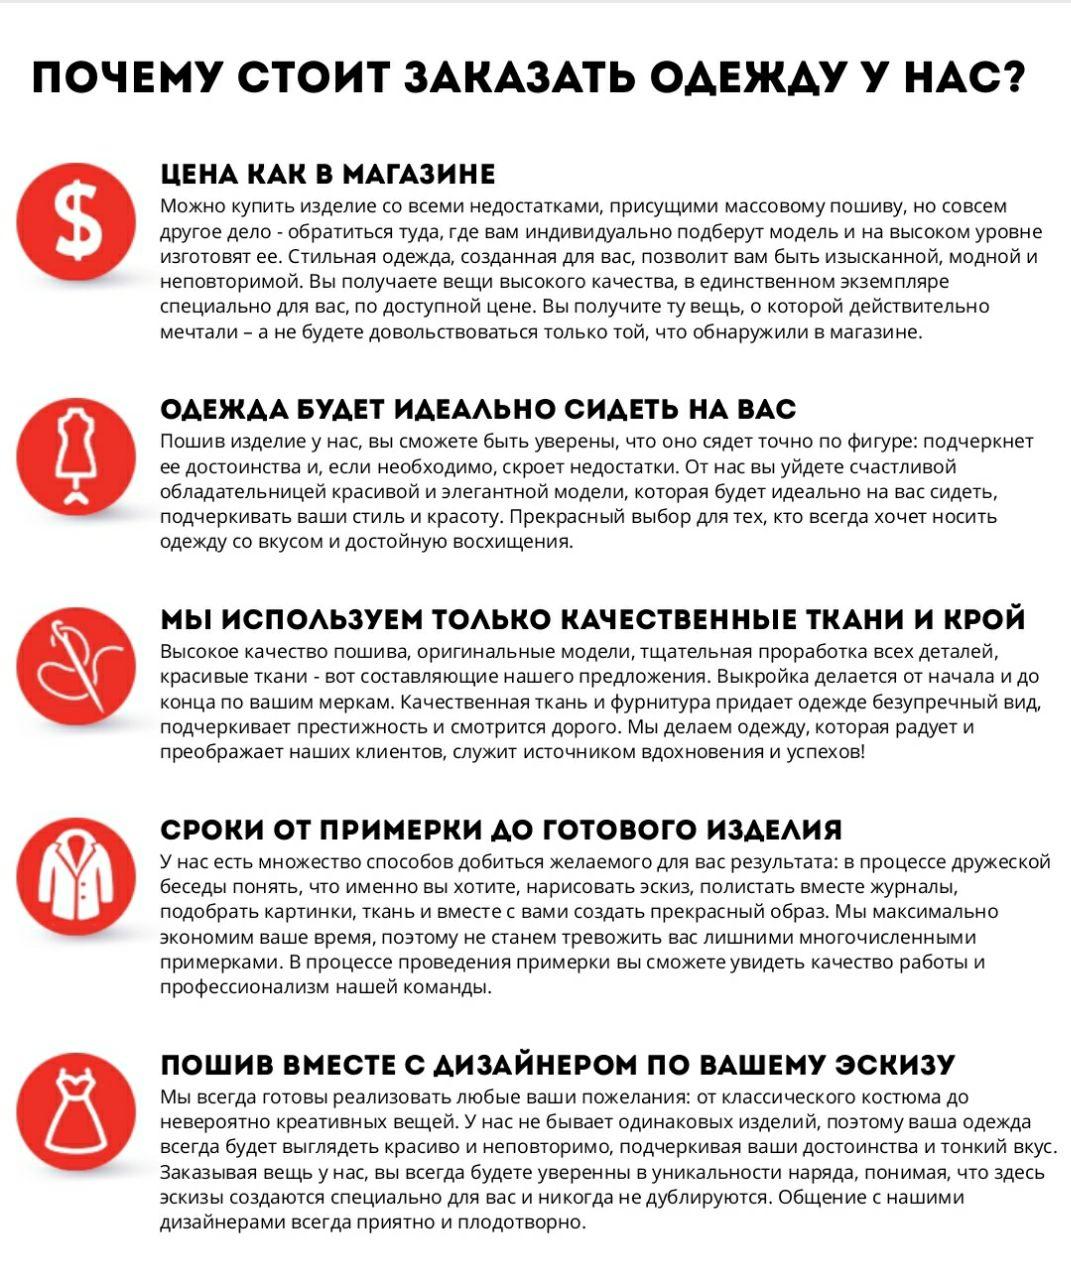 ПОЧЕМУ СТОИТ ЗАКАЗАТЬ ОДЕЖДУ У НАС?
$
ЦЕНА КАК В МАГАЗИНЕ
Можно купить изделие со всеми недостатками, присущими массовому пошиву, но совсем
другое дело - обратиться туда, где вам индивидуально подберут модель и на высоком уровне
изготовят ее. Стильная одежда, созданная для вас, позволит вам быть изысканной, модной и
неповторимой. Вы получаете вещи высокого качества, в единственном экземпляре
специально для вас, по доступной цене. Вы получите ту вещь, о которой действительно
мечтали – а не будете довольствоваться только той, что обнаружили в магазине.
ОДЕЖДА БУДЕТ ИДЕАЛЬНО СИДЕТЬ НА ВАС
Пошив изделие у нас, вы сможете быть уверены, что оно сядет точно по фигуре: подчеркнет
ее достоинства и, если необходимо, скроет недостатки. От нас вы уйдете счастливой
обладательницей красивой и элегантной модели, которая будет идеально на вас сидеть,
подчеркивать ваши стиль и красоту. Прекрасный выбор для тех, кто всегда хочет носить
одежду со вкусом и достойную восхищения.
МЫ ИСПОЛЬЗУЕМ ТОЛЬКО КАЧЕСТВЕННЫЕ ТКАНИ И КРОЙ
Высокое качество пошива, оригинальные модели, тщательная проработка всех деталей,
красивые ткани - вот составляющие нашего предложения. Выкройка делается от начала и до
конца по вашим меркам. Качественная ткань и фурнитура придает одежде безупречный вид,
подчеркивает престижность и смотрится дорого. Мы делаем одежду, которая радует и
преображает наших клиентов, служит источником вдохновения и успехов!
СРОКИ ОТ ПРИМЕРКИ ДО ГОТОВОГО ИЗДЕЛИЯ
У нас есть множество способов добиться желаемого для вас результата: в процессе дружеской
беседы понять, что именно вы хотите, нарисовать эскиз, полистать вместе журналы,
подобрать картинки, ткань и вместе с вами создать прекрасный образ. Мы максимально
экономим ваше время, поэтому не станем тревожить вас лишними многочисленными
примерками. В процессе проведения примерки вы сможете увидеть качество работы и
профессионализм нашей команды.
ПОШИВ ВМЕСТЕ С ДИЗАЙНЕРОМ ПО ВАШЕМУ ЭСКИЗУ
Мы всегда готовы реализовать любые ваши пожелания: от классического костюма до
невероятно креативных вещей. У нас не бывает одинаковых изделий, поэтому ваша одежда
всегда будет выглядеть красиво и неповторимо, подчеркивая ваши достоинства и тонкий вкус.
Заказывая вещь у нас, вы всегда будете уверенны в уникальности наряда, понимая, что здесь
эскизы создаются специально для вас и никогда не дублируются. Общение с нашими
дизайнерами всегда приятно и плодотворно.